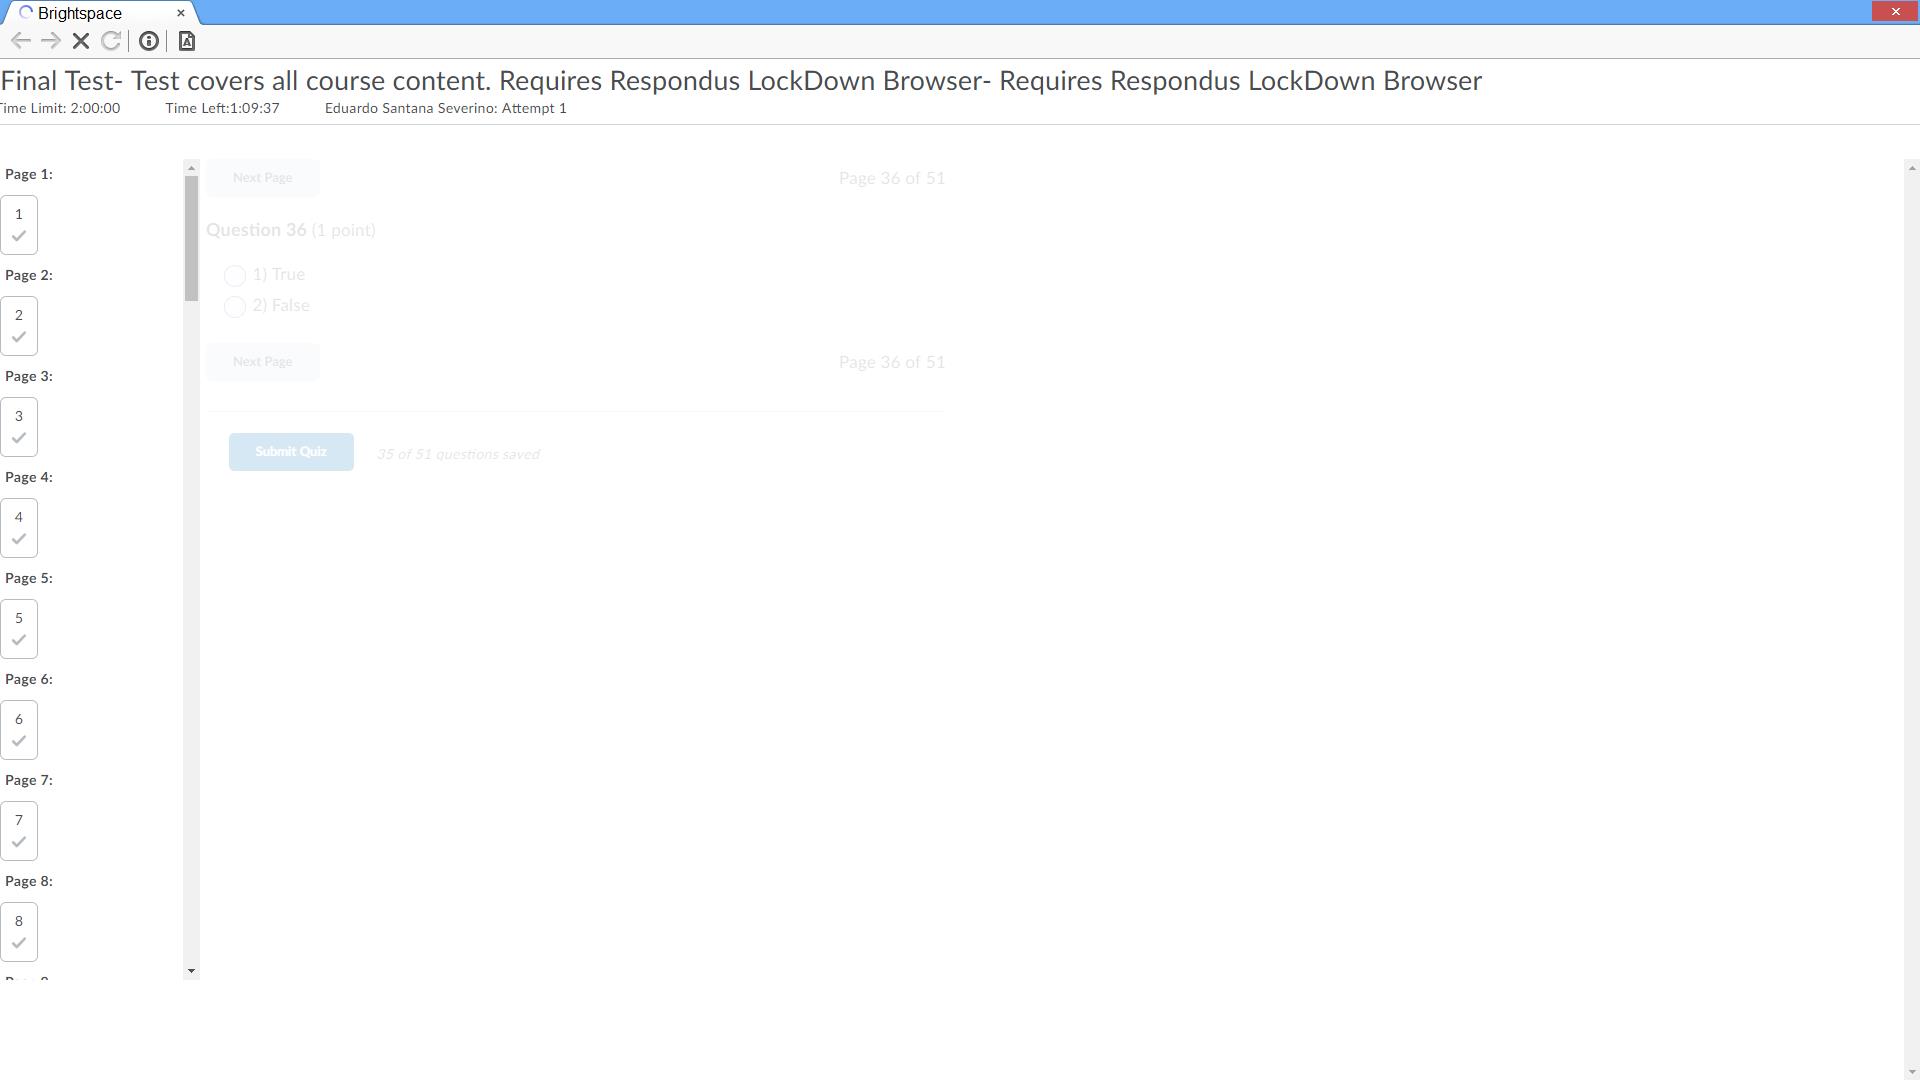 Brightspace
Final Test- Test covers all course content. Requires Respondus LockDown Browser- Requires Respondus LockDown Browser
Time Limit: 2:00:00 Time Left:1:09:37 Eduardo Santana Severino: Attempt 1
Page 1:
1
Page 2:
2
Page 3:
3
Page 4:
4
Page 5:
5
Page 6:
6
Page 7:
7
Page 8:
8
Next Page Page 36 of 51
Question 36 (1 point)
1) True
2) False
Next Page Page 36 of 51
Submit Quiz 35 of 51 questions saved